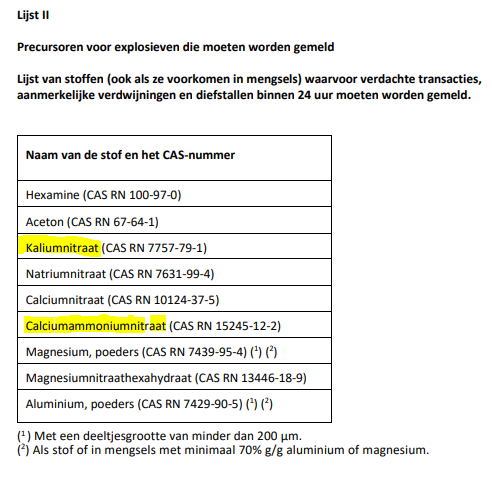 Lijst II
Precursoren voor explosieven die moeten worden gemeld
Lijst van stoffen (ook als ze voorkomen in mengsels) waarvoor verdachte transacties,
aanmerkelijke verdwijningen en diefstallen binnen 24 uur moeten worden gemeld.
Naam van de stof en het CAS-nummer
Hexamine (CAS RN 100-97-0)
Aceton (CAS RN 67-64-1)
Kaliumnitraat (CAS RN 7757-79-1)
Natriumnitraat (CAS RN 7631-99-4)
Calciumnitraat (CAS RN 10124-37-5)
Calciumammoniumnitraat (CAS RN 15245-12-2)
Magnesium, poeders (CAS RN 7439-95-4) (¹) (²)
Magnesiumnitraathexahydraat (CAS RN 13446-18-9)
Aluminium, poeders (CAS RN 7429-90-5) (¹) (²)
(¹) Met een deeltjesgrootte van minder dan 200 μm.
(²) Als stof of in mengsels met minimaal 70% g/g aluminium of magnesium.